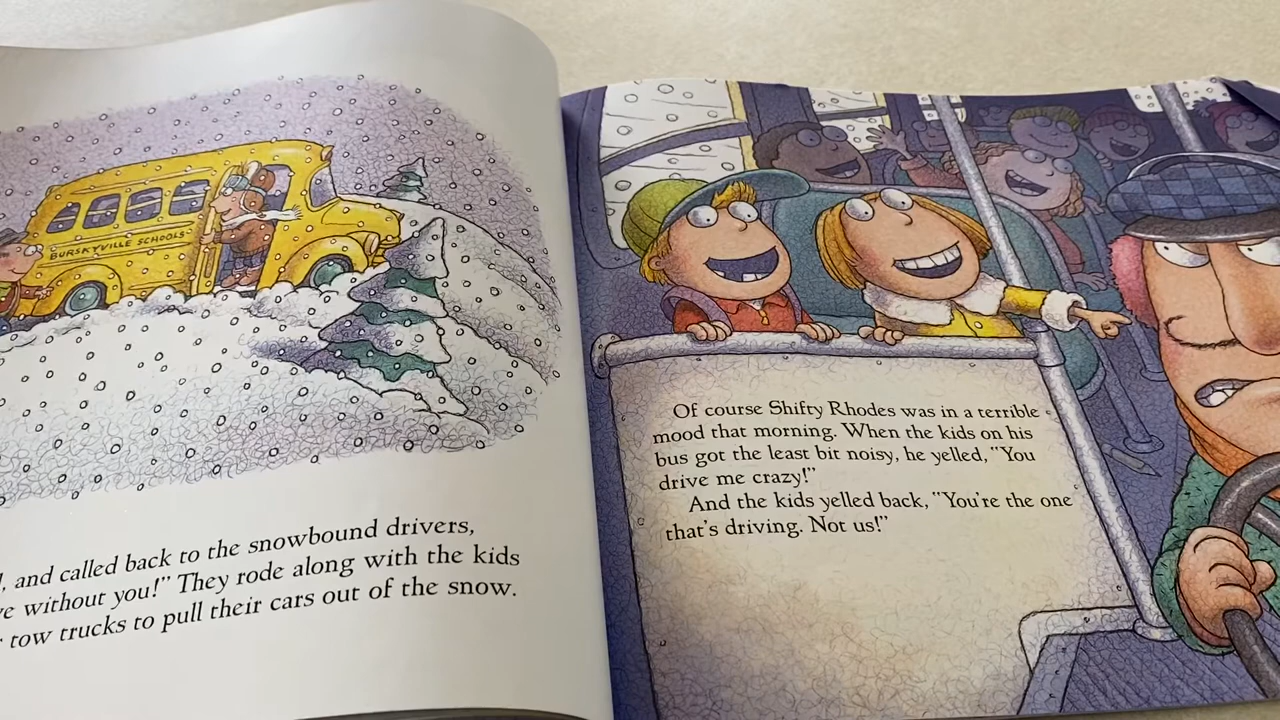 BURSKYVILLE SCHOOLS
and called back to the snowbound drivers,
without you!” They rode along with the kids
tow trucks to pull their cars out of the snow.
Of course Shifty Rhodes was in a terrible
mood that morning. When the kids on his
bus got the least bit noisy, he yelled, “You
drive me crazy!”
And the kids yelled back, “You're the one
that's driving. Not us!”